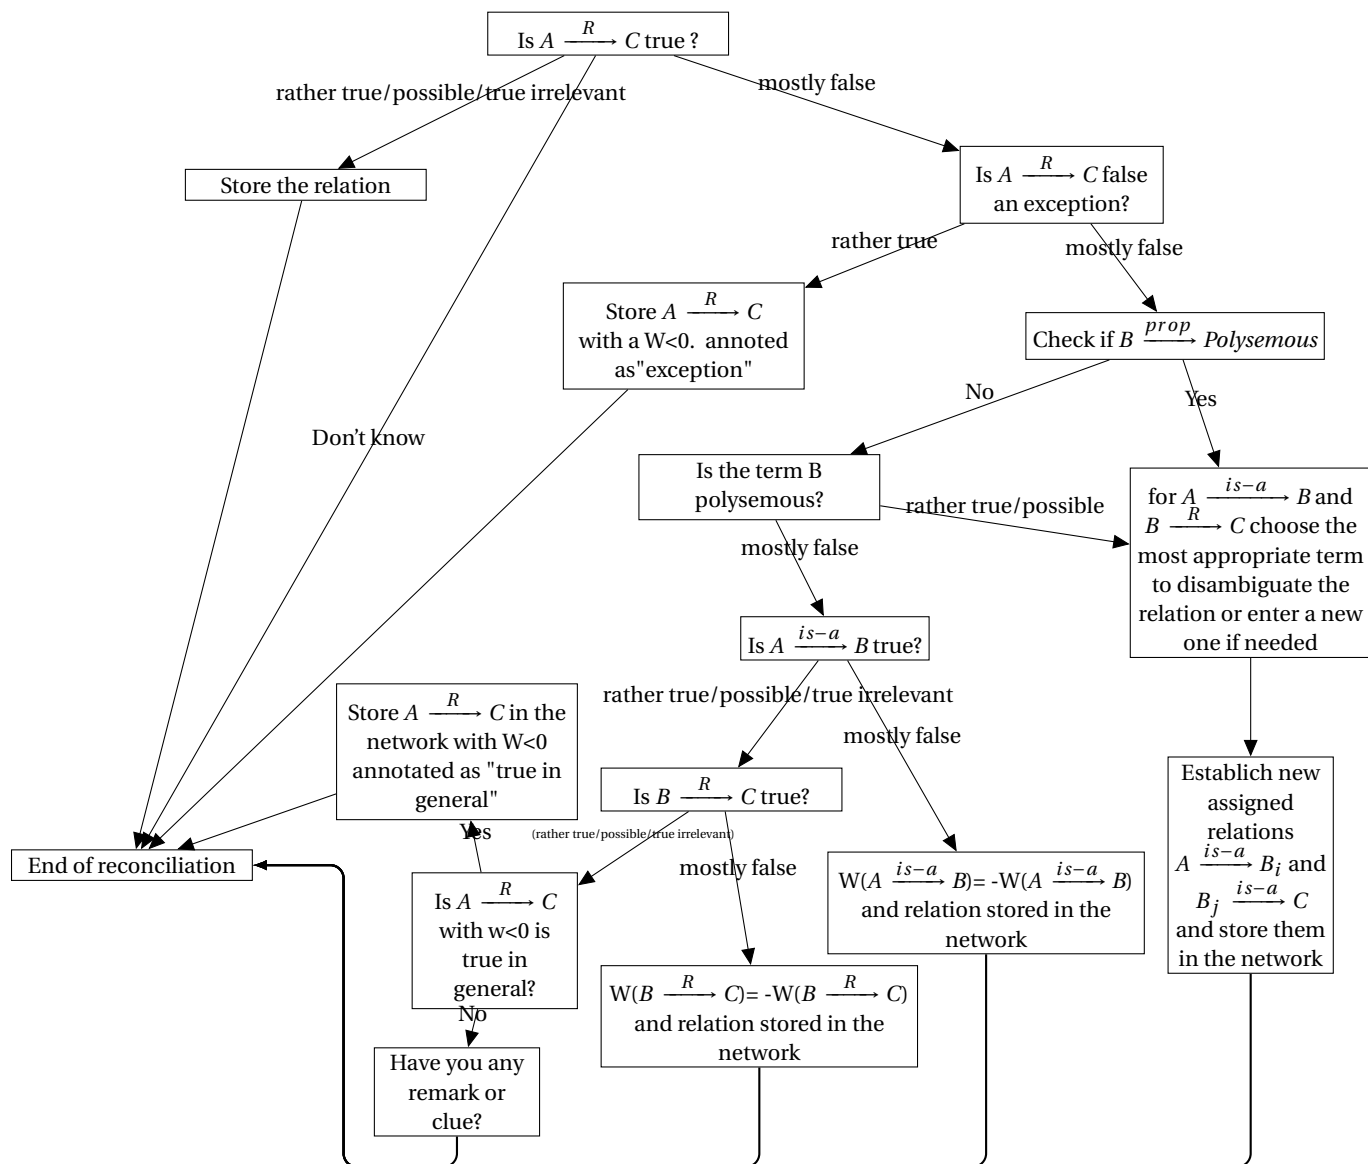 Is A —R→ C true ?
rather true/possible/true irrelevant
mostly false
Store the relation
Is A —R→ C false
an exception?
rather true
mostly false
Store A —R→ C
with a W<0. annoted
as"exception"
Check if B —prop→ Polysemous
No
Yes
Don't know
Is the term B
polysemous?
rather true/possible
mostly false
for A —is−a→ B and
B —R→ C choose the
most appropriate term
to disambiguate the
relation or enter a new
one if needed
Is A —is−a→ B true?
rather true/possible/true irrelevant
mostly false
Store A —R→ C in the
network with W<0
annotated as "true in
general"
Is B —R→ C true?
Establich new
assigned
relations
A —is−a→ Bi and
Bj —is−a→ C
and store them
in the network
Yes
(rather true/possible/true irrelevant)
mostly false
End of reconciliation
Is A —R→ C
with w<0 is
true in
general?
W(A —is−a→ B)= -W(A —is−a→ B)
and relation stored in the
network
No
W(B —R→ C)= -W(B —R→ C)
and relation stored in the
network
Have you any
remark or
clue?